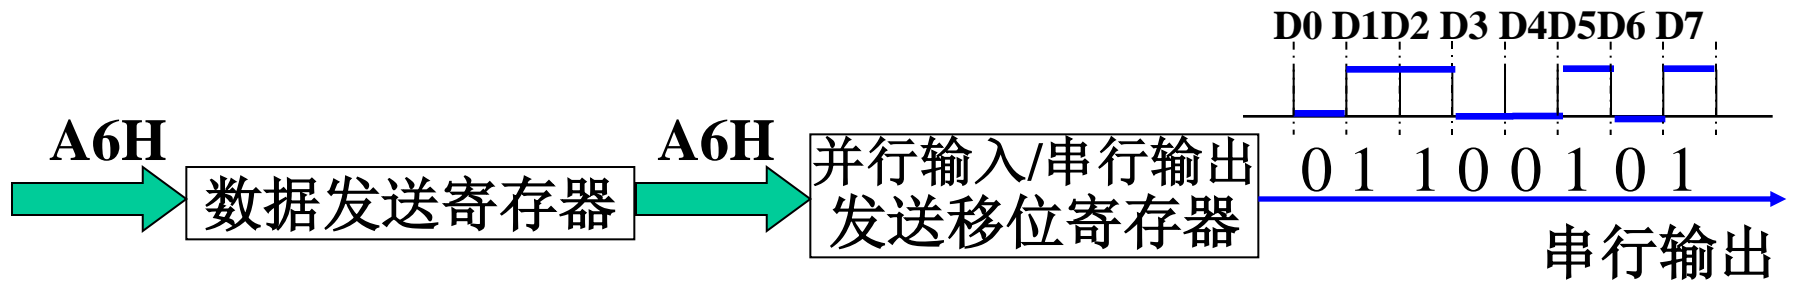 D0 D1D2 D3 D4D5D6 D7
A6H
数据发送寄存器
A6H
并行输入/串行输出
发送移位寄存器
0 1 1 0 0 1 0 1
串行输出